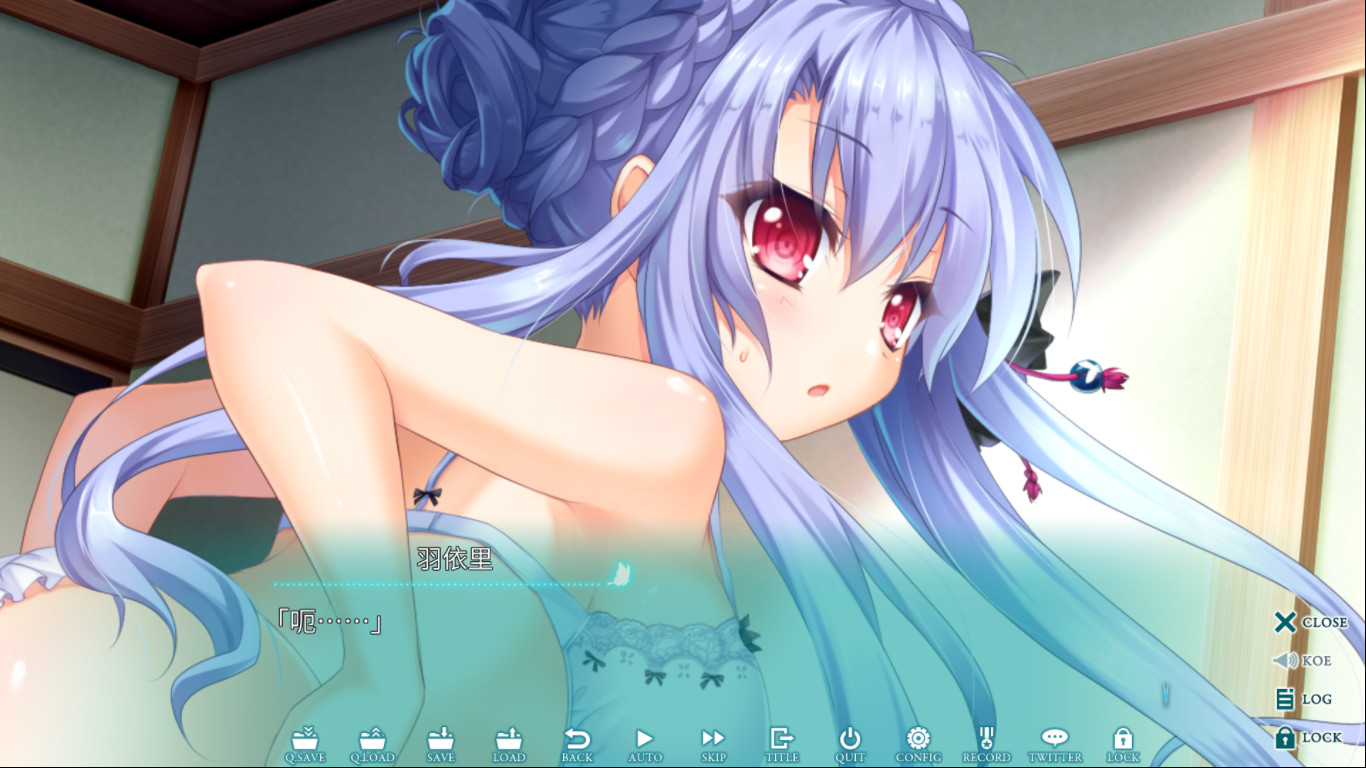 羽依里
「呃……」
CLOSE
KOE
LOG
LOCK
Q.SAVE
Q.LOAD
SAVE
LOAD
BACK
AUTO
SKIP
TITLE
QUIT
CONFIG
RECORD
TWITTER
LOCK